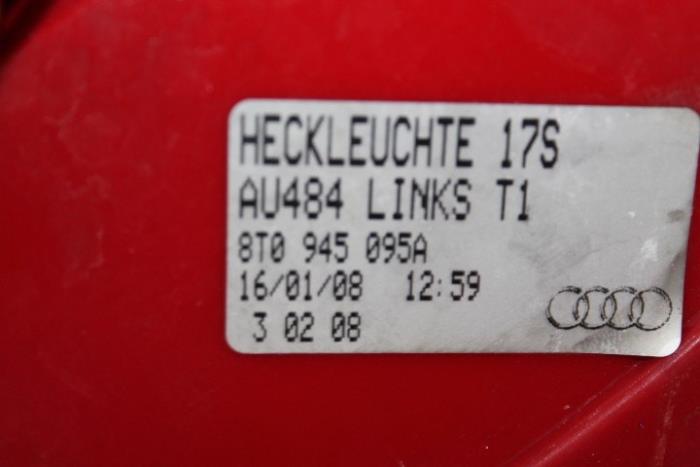 HECKLEUCHTE 17S
AU484 LINKS T1
8T0 945 095A
16/01/08 12:59
3 02 08